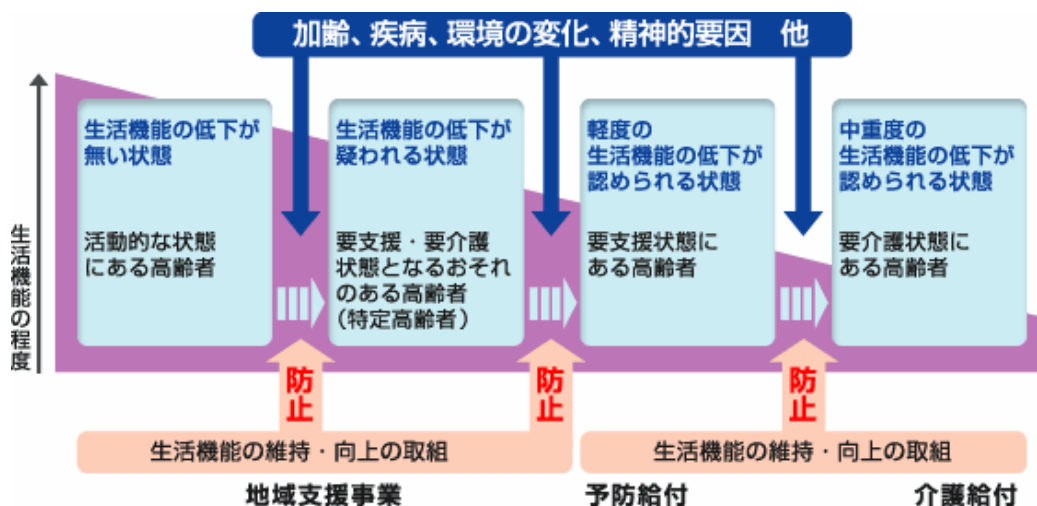 加齢、疾病、環境の変化、精神的要因　他
生活機能の程度
生活機能の低下が
無い状態
活動的な状態
にある高齢者
生活機能の低下が
疑われる状態
要支援・要介護
状態となるおそれ
のある高齢者
（特定高齢者）
軽度の
生活機能の低下が
認められる状態
要支援状態に
ある高齢者
中重度の
生活機能の低下が
認められる状態
要介護状態に
ある高齢者
防止
防止
防止
生活機能の維持・向上の取組
生活機能の維持・向上の取組
地域支援事業
予防給付
介護給付